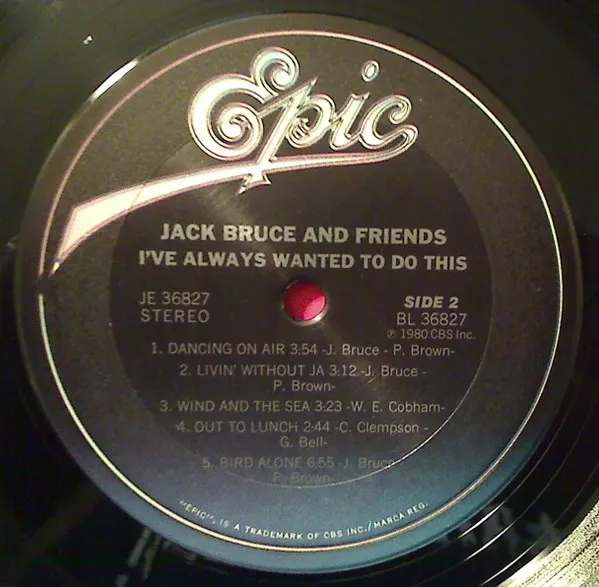 Epic
JACK BRUCE AND FRIENDS
I'VE ALWAYS WANTED TO DO THIS
JE 36827
STEREO
SIDE 2
BL 36827
℗ 1980 CBS Inc.
1. DANCING ON AIR 3:54 -J. Bruce - P. Brown-
2. LIVIN' WITHOUT JA 3:12 -J. Bruce -
P. Brown-
3. WIND AND THE SEA 3:23 -W. E. Cobham-
4. OUT TO LUNCH 2:44 -C. Clempson -
G. Bell-
5. BIRD ALONE 6:55 -J. Bruce -
P. Brown-
"EPIC", IS A TRADEMARK OF CBS INC./MARCA REG.